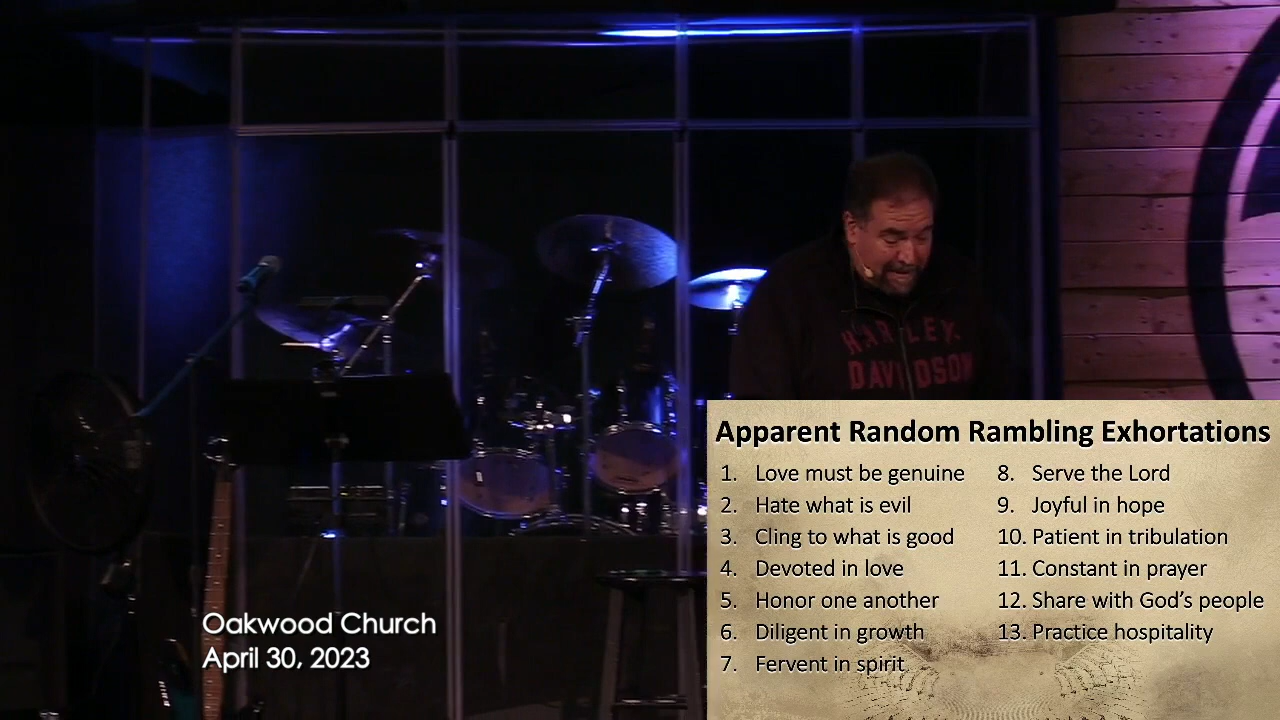 HARLEY
DAVIDSON
Apparent Random Rambling Exhortations
1. Love must be genuine
2. Hate what is evil
3. Cling to what is good
4. Devoted in love
5. Honor one another
6. Diligent in growth
7. Fervent in spirit
8. Serve the Lord
9. Joyful in hope
10. Patient in tribulation
11. Constant in prayer
12. Share with God's people
13. Practice hospitality
Oakwood Church
April 30, 2023